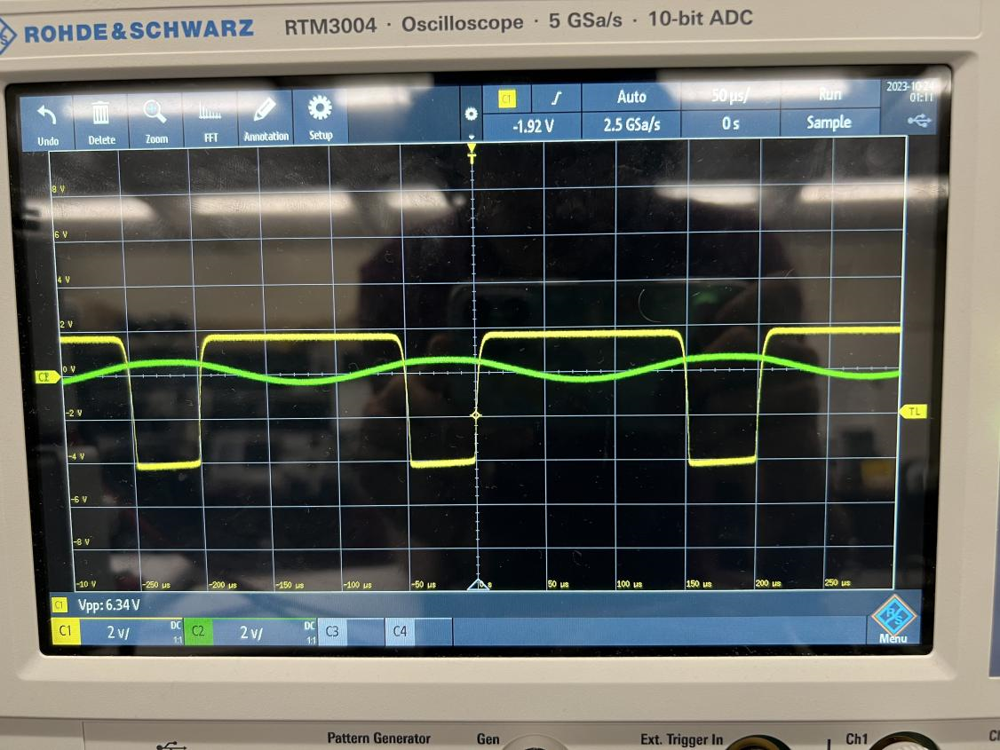 ROHDE&SCHWARZ RTM3004 · Oscilloscope · 5 GSa/s · 10-bit ADC
Undo Delete Zoom FFT Annotation Setup
C1 Auto 50 µs/ Run 2023-10-24
01:11
-1.92 V 2.5 GSa/s 0 s Sample
T
8 V
6 V
4 V
2 V
0 V
C2
-2 V
TL
-4 V
-6 V
-8 V
-10 V -250 µs -200 µs -150 µs -100 µs -50 µs 0 s 50 µs 100 µs 150 µs 200 µs 250 µs
C1 Vpp: 6.34 V
C1 2 V/ DC 1:1 C2 2 V/ DC 1:1 C3 C4
R&S
Menu
Pattern Generator Gen Ext. Trigger In Ch1